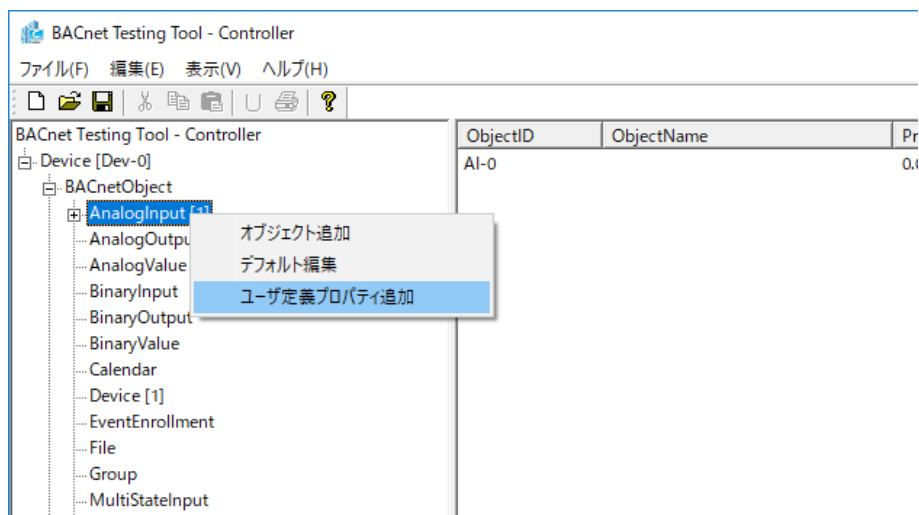 BACnet Testing Tool - Controller
ファイル(F) 編集(E) 表示(V) ヘルプ(H)
BACnet Testing Tool - Controller
Device [Dev-0]
BACnetObject
AnalogInput [1]
AnalogOutpu
AnalogValue
BinaryInput
BinaryOutput
BinaryValue
Calendar
Device [1]
EventEnrollment
File
Group
MultiStateInput
オブジェクト追加
デフォルト編集
ユーザ定義プロパティ追加
ObjectID ObjectName Pr
AI-0 0.0